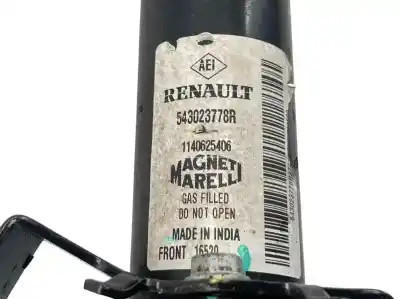 AEI
RENAULT
543023778R
1140625406
MAGNETI
MARELLI
GAS FILLED
DO NOT OPEN
MADE IN INDIA
FRONT 16520